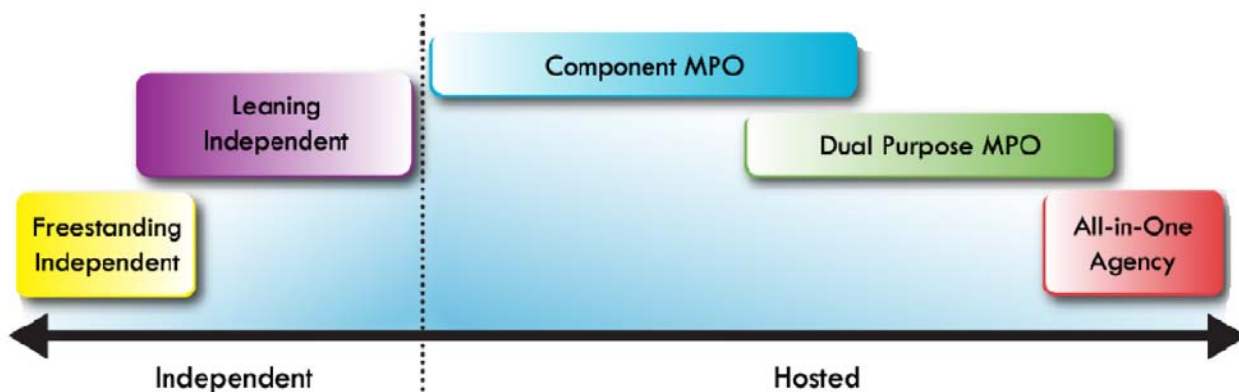 Component MPO
Leaning
Independent
Dual Purpose MPO
Freestanding
Independent
All-in-One
Agency
Independent
Hosted